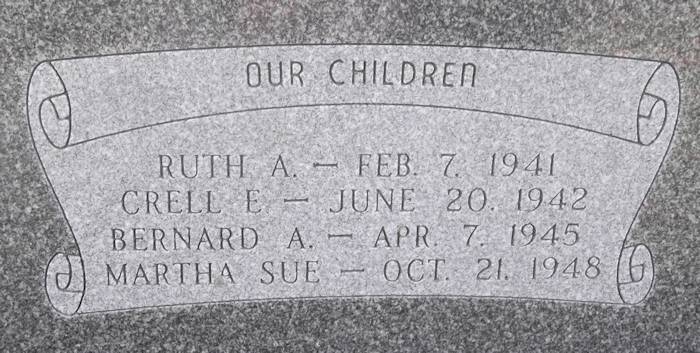 OUR CHILDREN
RUTH A. — FEB. 7. 1941
CRELL E. — JUNE 20. 1942
BERNARD A. — APR. 7. 1945
MARTHA SUE — OCT. 21. 1948